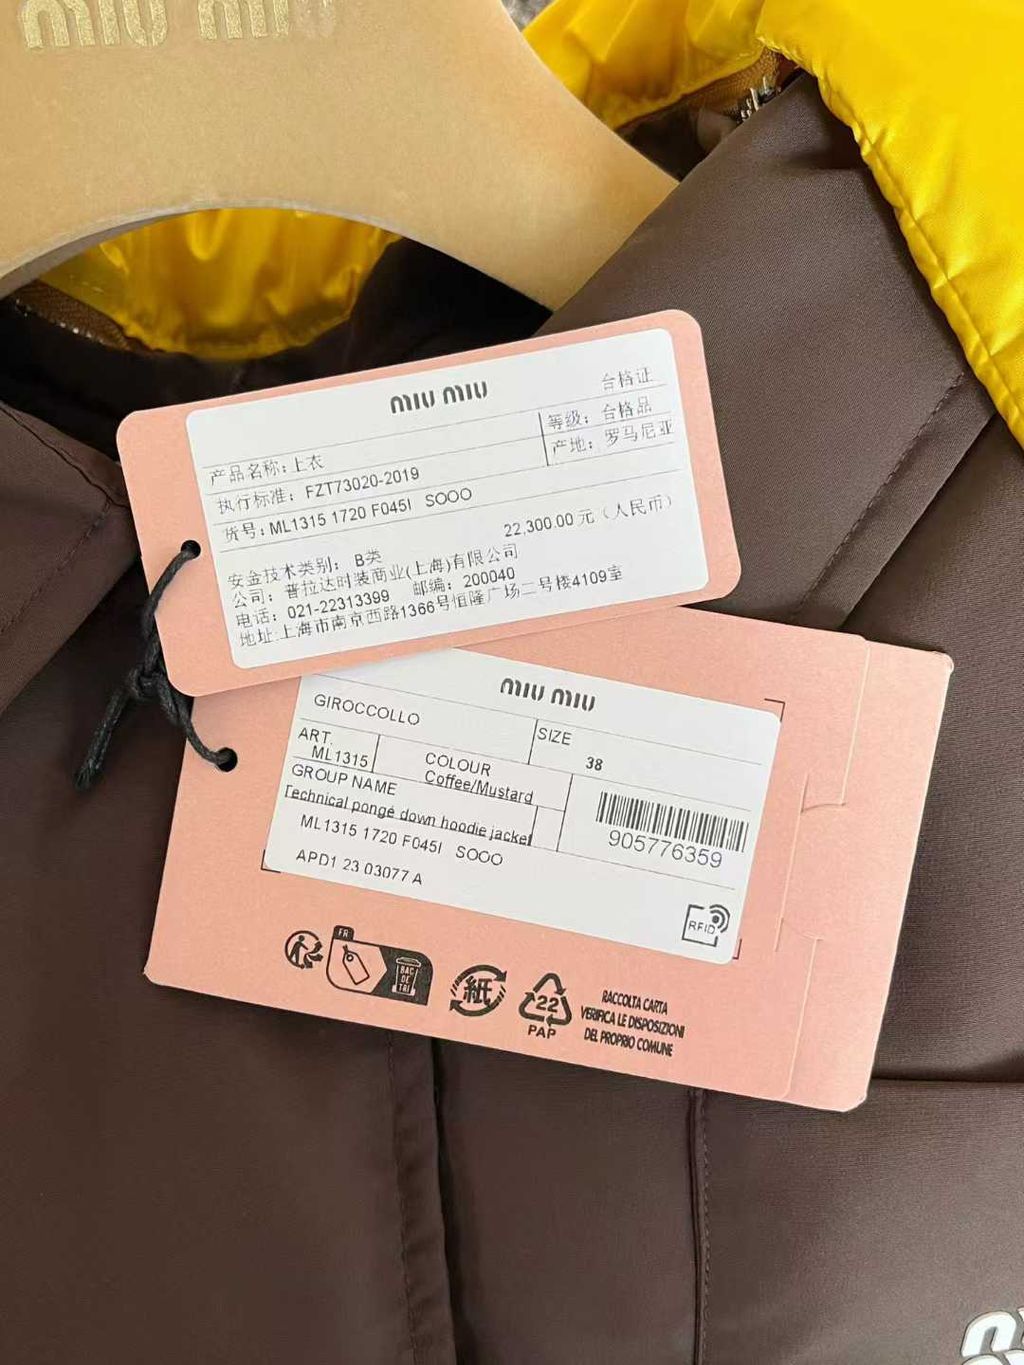 MIU MIU
MIU MIU
合格证
产品名称：上衣
等级：合格品
执行标准：FZT73020-2019
产地：罗马尼亚
货号：ML1315 1720 F045I SOOO
22,300.00 元（人民币）
安金技术类别：B类
公司：普拉达时装商业(上海)有限公司
电话：021-22313399 邮编：200040
地址:上海市南京西路1366号恒隆广场二号楼4109室
MIU MIU
GIROCCOLLO
SIZE
38
ART.
ML1315
COLOUR
Coffee/Mustard
GROUP NAME
Technical pongé down hoodie jacket
905776359
ML1315 1720 F045I SOOO
APD1 23 03077 A
RFID
FR
BAC
DE
TRI
紙
22
PAP
RACCOLTA CARTA
VERIFICA LE DISPOSIZIONI
DEL PROPRIO COMUNE